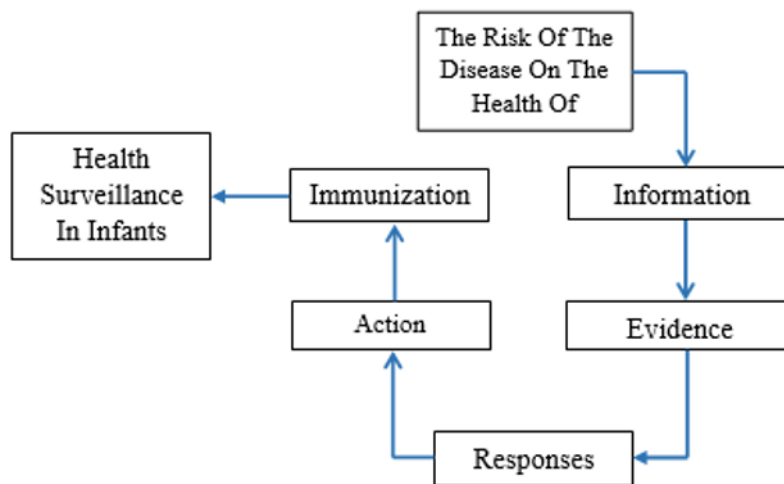 The Risk Of The
Disease On The
Health Of
Health
Surveillance
In Infants
Immunization
Information
Action
Evidence
Responses